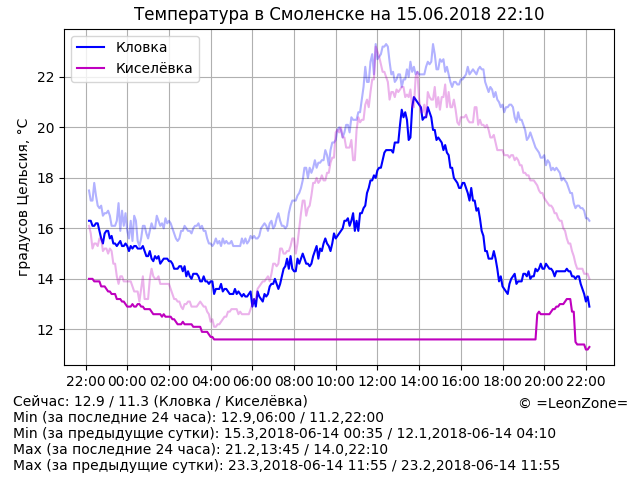 Температура в Смоленске на 15.06.2018 22:10
Кловка
Киселёвка
градусов Цельсия, °C
22
20
18
16
14
12
22:00 00:00 02:00 04:00 06:00 08:00 10:00 12:00 14:00 16:00 18:00 20:00 22:00
Сейчас: 12.9 / 11.3 (Кловка / Киселёвка)
© =LeonZone=
Min (за последние 24 часа): 12.9,06:00 / 11.2,22:00
Min (за предыдущие сутки): 15.3,2018-06-14 00:35 / 12.1,2018-06-14 04:10
Max (за последние 24 часа): 21.2,13:45 / 14.0,22:10
Max (за предыдущие сутки): 23.3,2018-06-14 11:55 / 23.2,2018-06-14 11:55